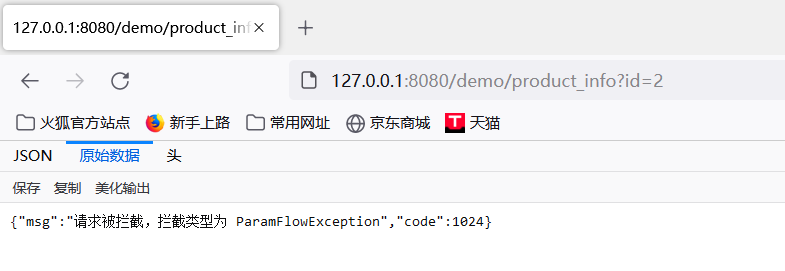 127.0.0.1:8080/demo/product_inf
127.0.0.1:8080/demo/product_info?id=2
火狐官方站点 新手上路 常用网址 京东商城 T 天猫
JSON 原始数据 头
保存 复制 美化输出
{"msg":"请求被拦截，拦截类型为 ParamFlowException","code":1024}